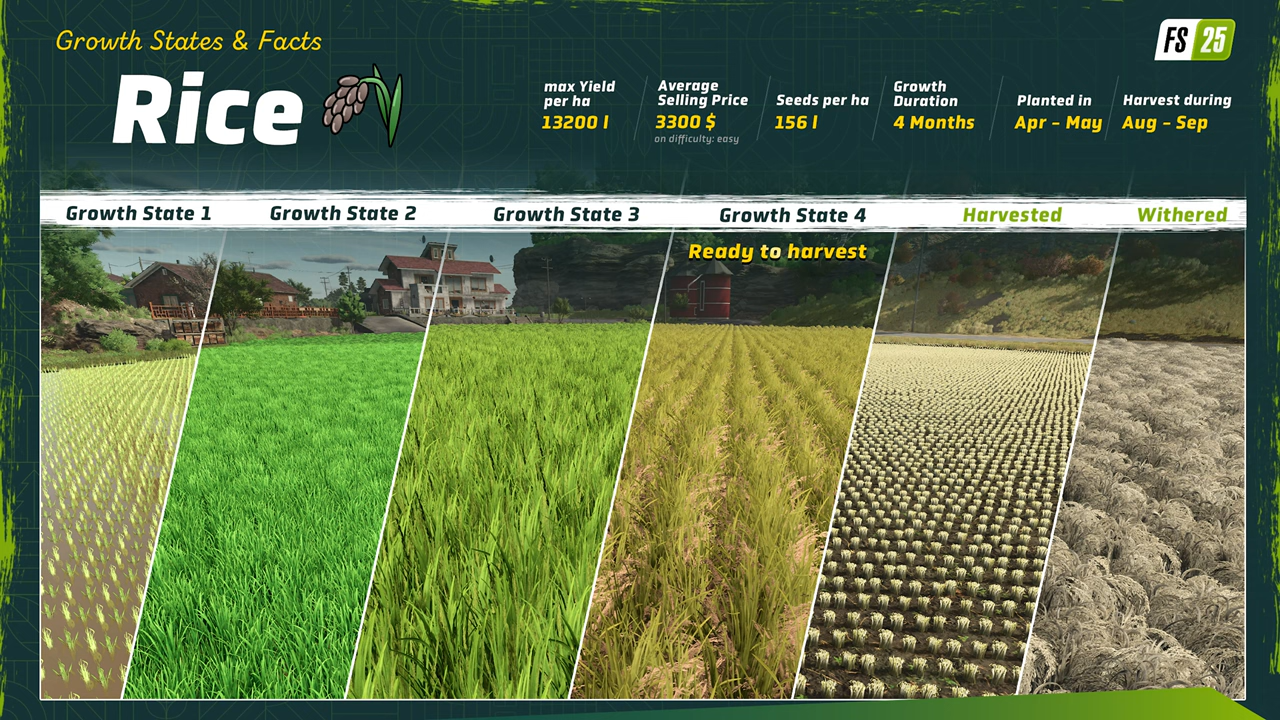 Growth States & Facts
Rice
FS 25
max Yield
per ha
13200 l
Average
Selling Price
3300 $
on difficulty: easy
Seeds per ha
156 l
Growth
Duration
4 Months
Planted in
Apr - May
Harvest during
Aug - Sep
Growth State 1
Growth State 2
Growth State 3
Growth State 4
Harvested
Withered
Ready to harvest